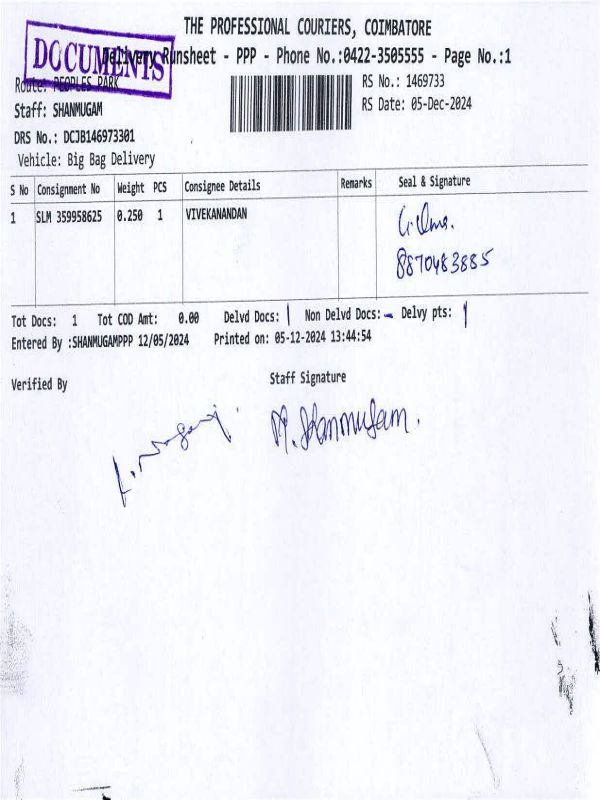 THE PROFESSIONAL COURIERS, COIMBATORE
DOCUMENTS
Delivery Runsheet - PPP - Phone No.:0422-3505555 - Page No.:1
Route: PEOPLES PARK
RS No.: 1469733
Staff: SHANMUGAM
RS Date: 05-Dec-2024
DRS No.: DCJB146973301
Vehicle: Big Bag Delivery
S No Consignment No Weight PCS Consignee Details Remarks Seal & Signature
1 SLM 359958625 0.250 1 VIVEKANANDAN
8870483885
Tot Docs: 1 Tot COD Amt: 0.00 Delvd Docs: | Non Delvd Docs: - Delvy pts: |
Entered By :SHANMUGAMPPP 12/05/2024 Printed on: 05-12-2024 13:44:54
Verified By Staff Signature
M. Shanmugam.